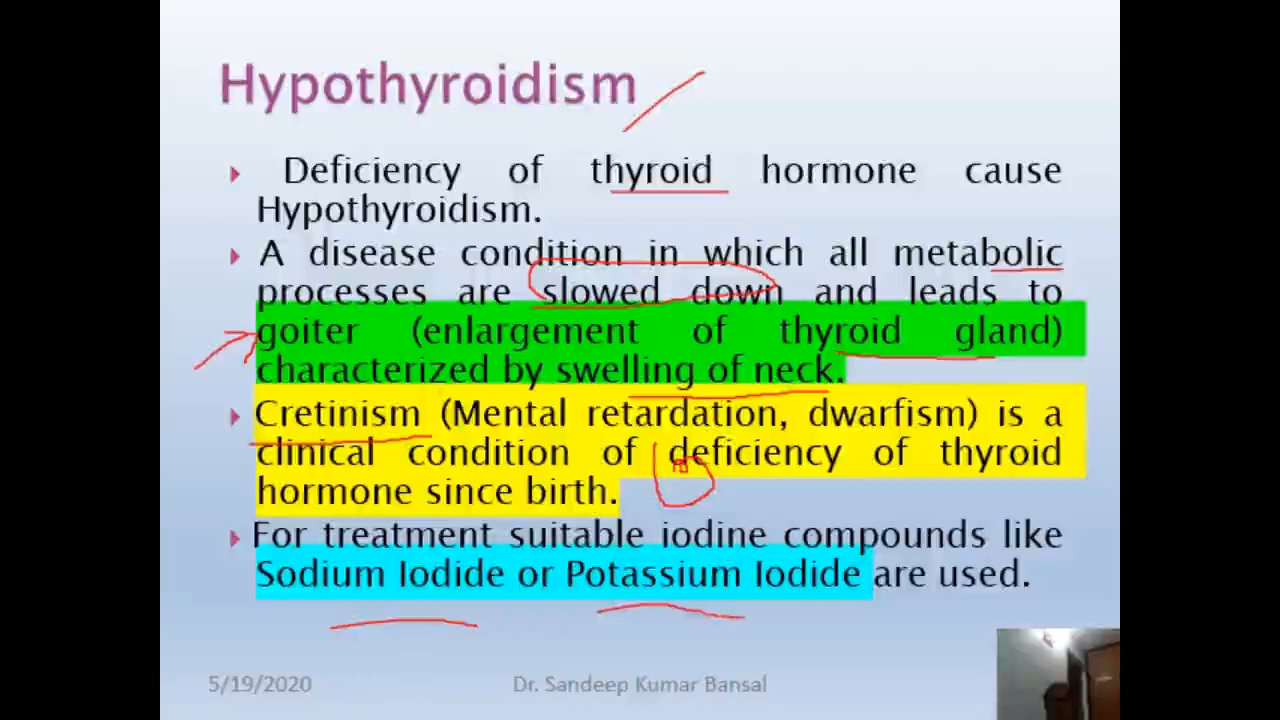 Hypothyroidism
Deficiency of thyroid hormone cause
Hypothyroidism.
A disease condition in which all metabolic
processes are slowed down and leads to
goiter (enlargement of thyroid gland)
characterized by swelling of neck.
Cretinism (Mental retardation, dwarfism) is a
clinical condition of deficiency of thyroid
hormone since birth.
For treatment suitable iodine compounds like
Sodium Iodide or Potassium Iodide are used.
5/19/2020 Dr. Sandeep Kumar Bansal